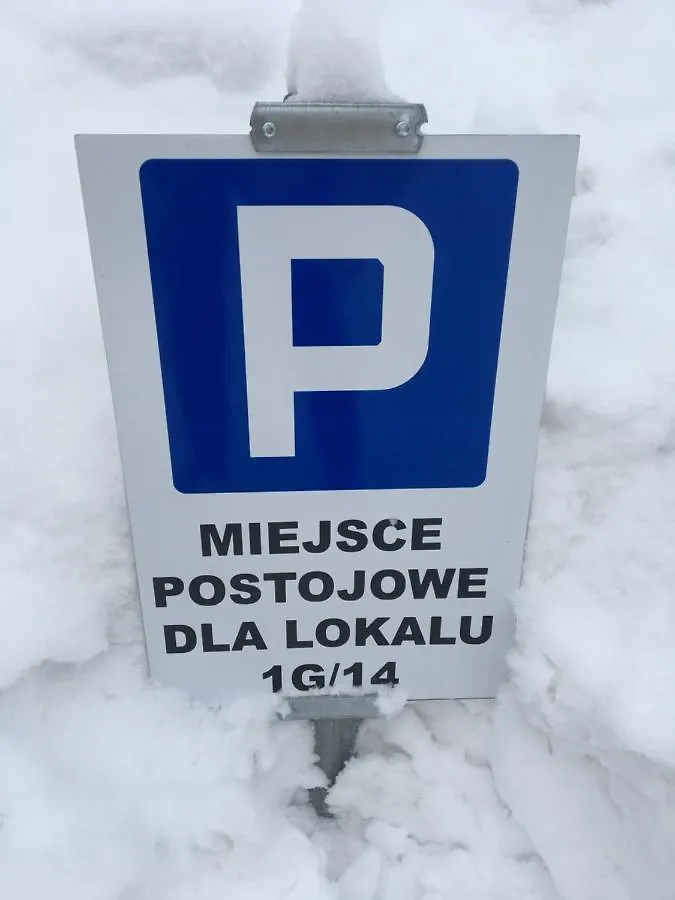 P
MIEJSCE
POSTOJOWE
DLA LOKALU
1G/14